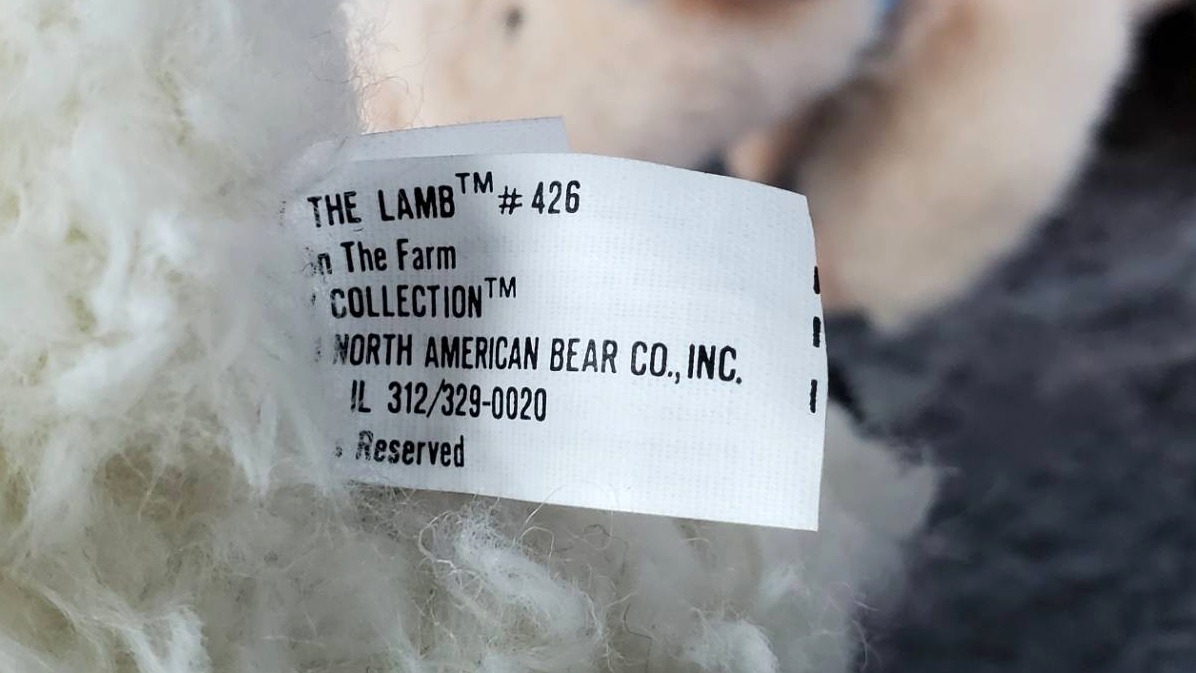 THE LAMB™ # 426
The Farm
COLLECTION™
NORTH AMERICAN BEAR CO., INC.
IL 312/329-0020
Reserved